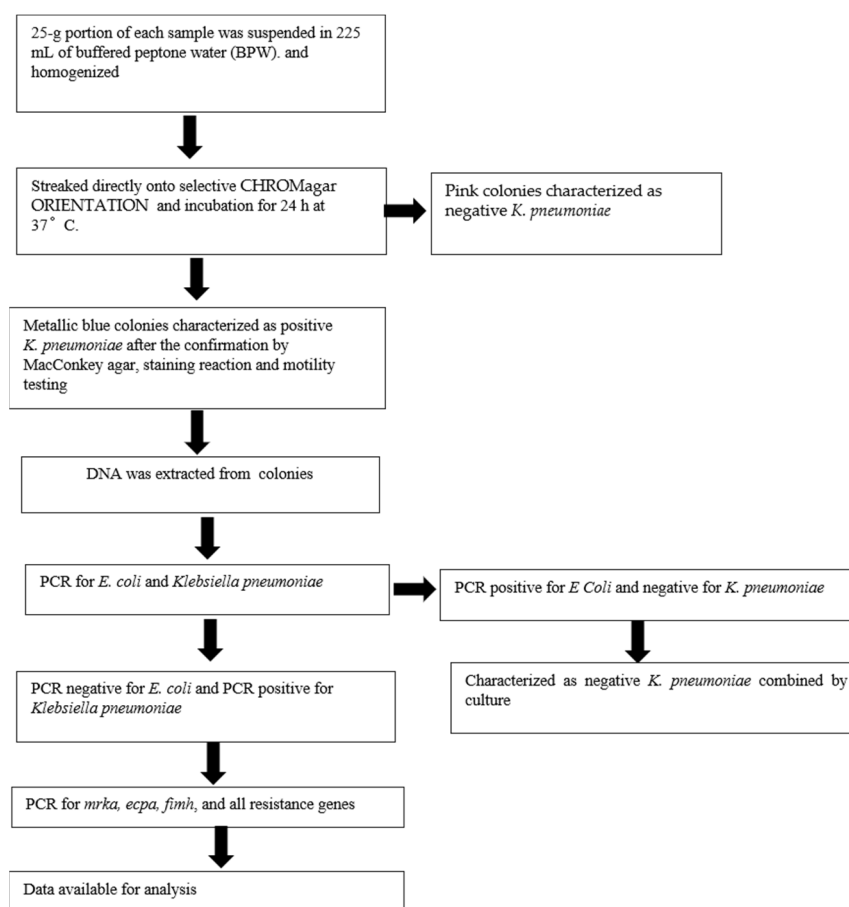 25-g portion of each sample was suspended in 225
mL of buffered peptone water (BPW). and
homogenized
Streaked directly onto selective CHROMagar
ORIENTATION and incubation for 24 h at
37° C.
Pink colonies characterized as
negative K. pneumoniae
Metallic blue colonies characterized as positive
K. pneumoniae after the confirmation by
MacConkey agar, staining reaction and motility
testing
DNA was extracted from colonies
PCR for E. coli and Klebsiella pneumoniae
PCR positive for E Coli and negative for K. pneumoniae
Characterized as negative K. pneumoniae combined by
culture
PCR negative for E. coli and PCR positive for
Klebsiella pneumoniae
PCR for mrka, ecpa, fimh, and all resistance genes
Data available for analysis